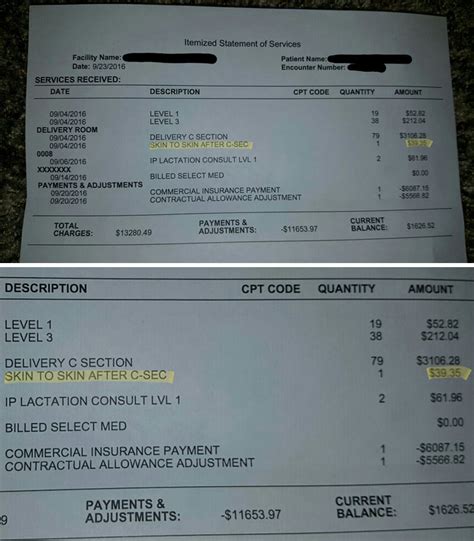 Itemized Statement of Services
Facility Name:
Patient Name:
Date: 9/23/2016
Encounter Number:
SERVICES RECEIVED:
DATE DESCRIPTION CPT CODE QUANTITY AMOUNT
09/04/2016 LEVEL 1 19 $52.82
09/04/2016 LEVEL 3 38 $212.04
DELIVERY ROOM
09/04/2016 DELIVERY C SECTION 79 $3106.28
09/04/2016 SKIN TO SKIN AFTER C-SEC 1 $39.35
0008
09/06/2016 IP LACTATION CONSULT LVL 1 2 $61.96
XXXXXXX
09/14/2016 BILLED SELECT MED $0.00
PAYMENTS & ADJUSTMENTS
09/20/2016 COMMERCIAL INSURANCE PAYMENT 1 -$6087.15
09/20/2016 CONTRACTUAL ALLOWANCE ADJUSTMENT 1 -$5566.82
TOTAL PAYMENTS & CURRENT
CHARGES: $13280.49 ADJUSTMENTS: -$11653.97 BALANCE: $1626.52
DESCRIPTION CPT CODE QUANTITY AMOUNT
LEVEL 1 19 $52.82
LEVEL 3 38 $212.04
DELIVERY C SECTION 79 $3106.28
SKIN TO SKIN AFTER C-SEC 1 $39.35
IP LACTATION CONSULT LVL 1 2 $61.96
BILLED SELECT MED $0.00
COMMERCIAL INSURANCE PAYMENT 1 -$6087.15
CONTRACTUAL ALLOWANCE ADJUSTMENT 1 -$5566.82
PAYMENTS & CURRENT
9 ADJUSTMENTS: -$11653.97 BALANCE: $1626.52